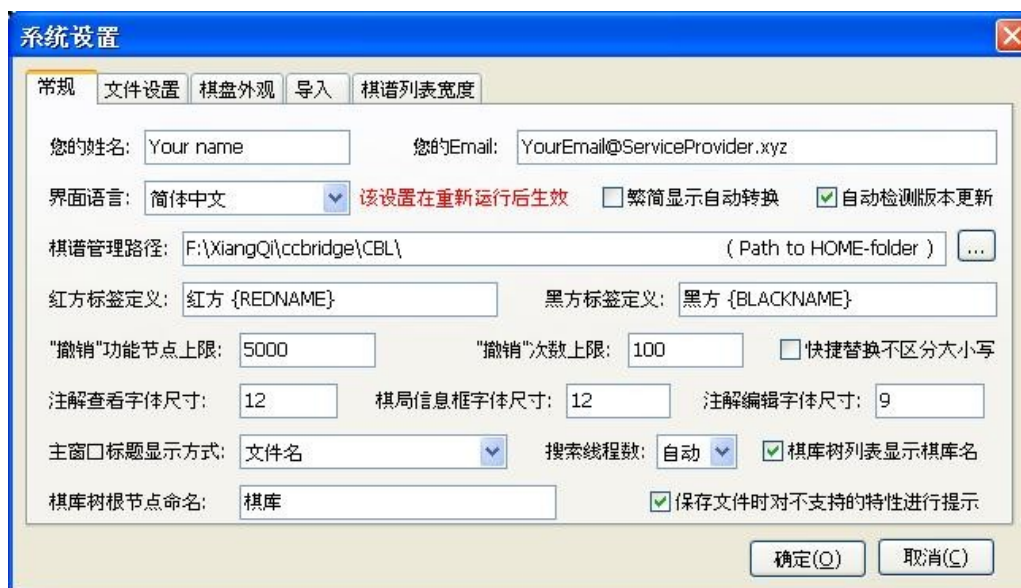 系统设置
常规 文件设置 棋盘外观 导入 棋谱列表宽度
您的姓名: Your name 您的Email: YourEmail@ServiceProvider.xyz
界面语言: 简体中文 该设置在重新运行后生效 繁简显示自动转换 自动检测版本更新
棋谱管理路径: F:\XiangQi\ccbridge\CBL\ ( Path to HOME-folder ) ...
红方标签定义: 红方 {REDNAME} 黑方标签定义: 黑方 {BLACKNAME}
"撤销"功能节点上限: 5000 "撤销"次数上限: 100 快捷替换不区分大小写
注解查看字体尺寸: 12 棋局信息框字体尺寸: 12 注解编辑字体尺寸: 9
主窗口标题显示方式: 文件名 搜索线程数: 自动 棋库树列表显示棋库名
棋库树根节点命名: 棋库 保存文件时对不支持的特性进行提示
确定(O) 取消(C)